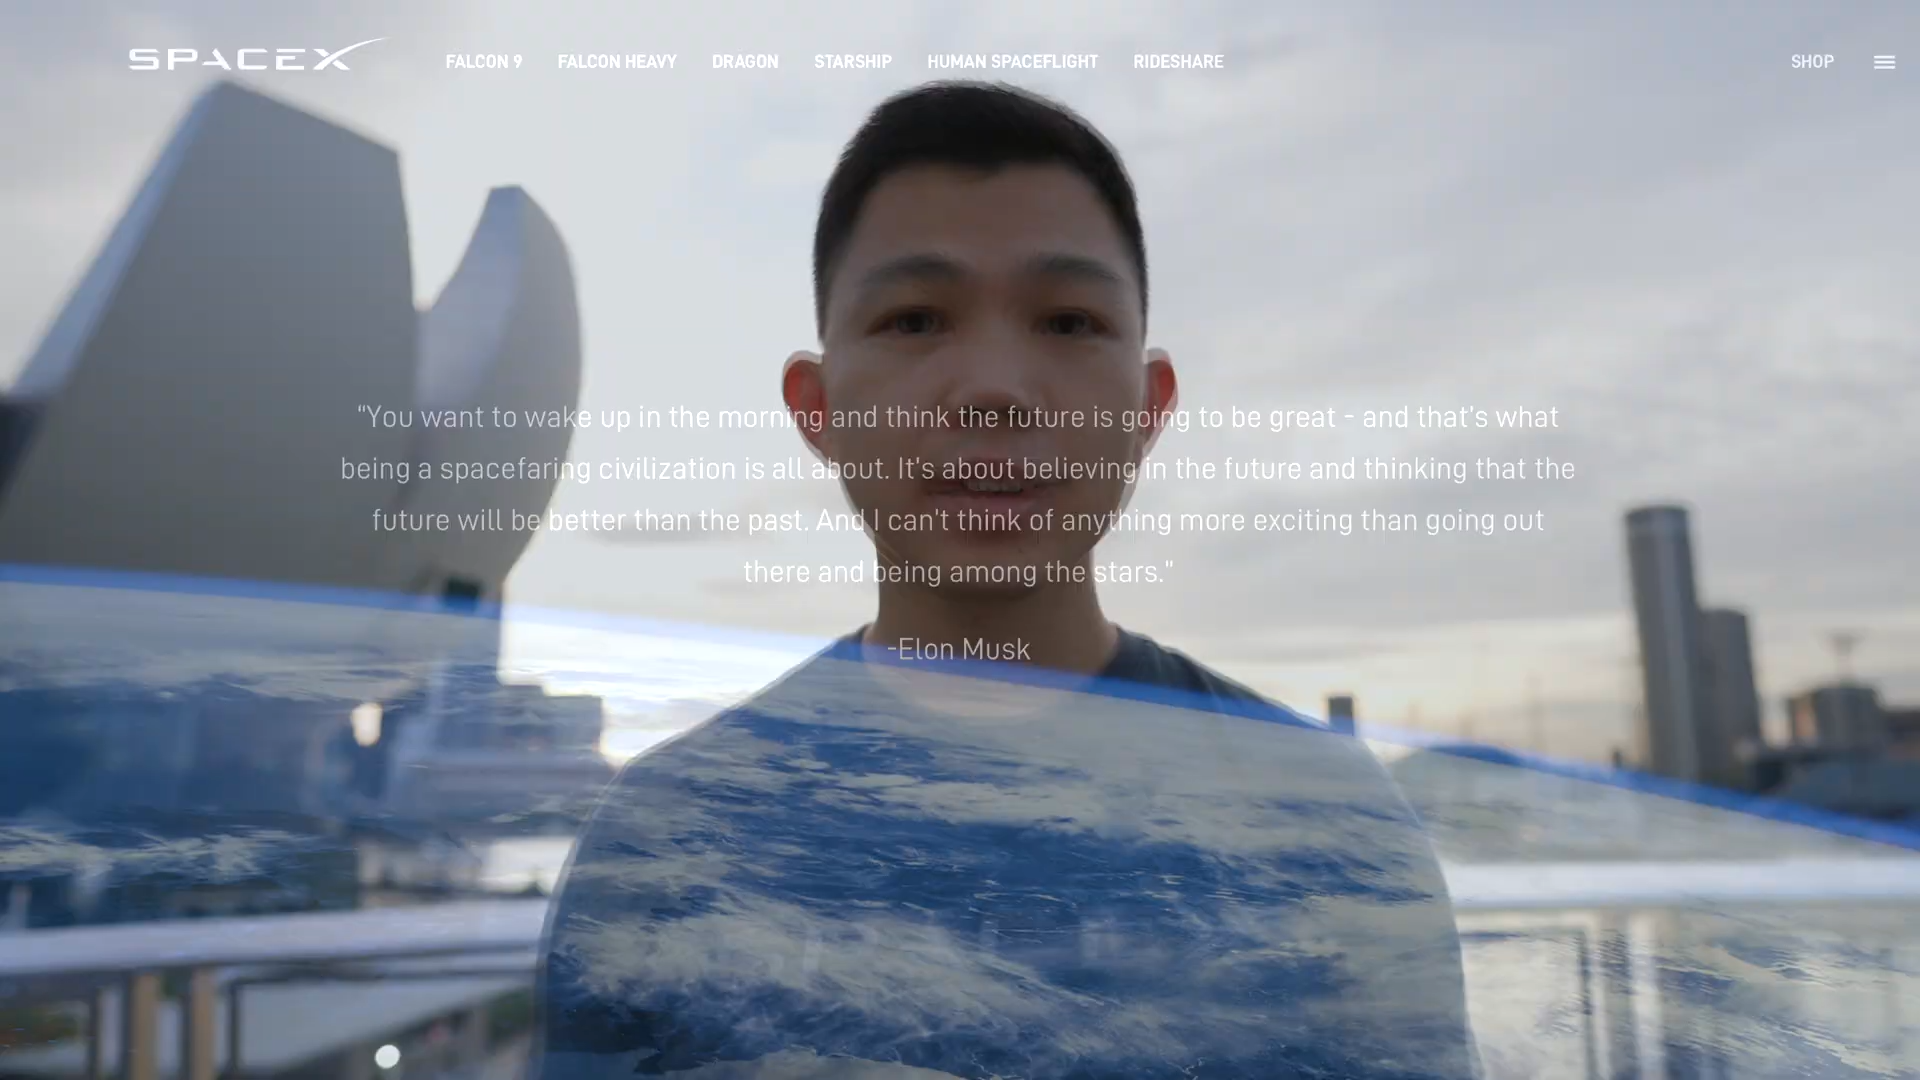 SPACEX FALCON 9 FALCON HEAVY DRAGON STARSHIP HUMAN SPACEFLIGHT RIDESHARE SHOP
“You want to wake up in the morning and think the future is going to be great - and that’s what
being a spacefaring civilization is all about. It’s about believing in the future and thinking that the
future will be better than the past. And I can’t think of anything more exciting than going out
there and being among the stars.”
-Elon Musk